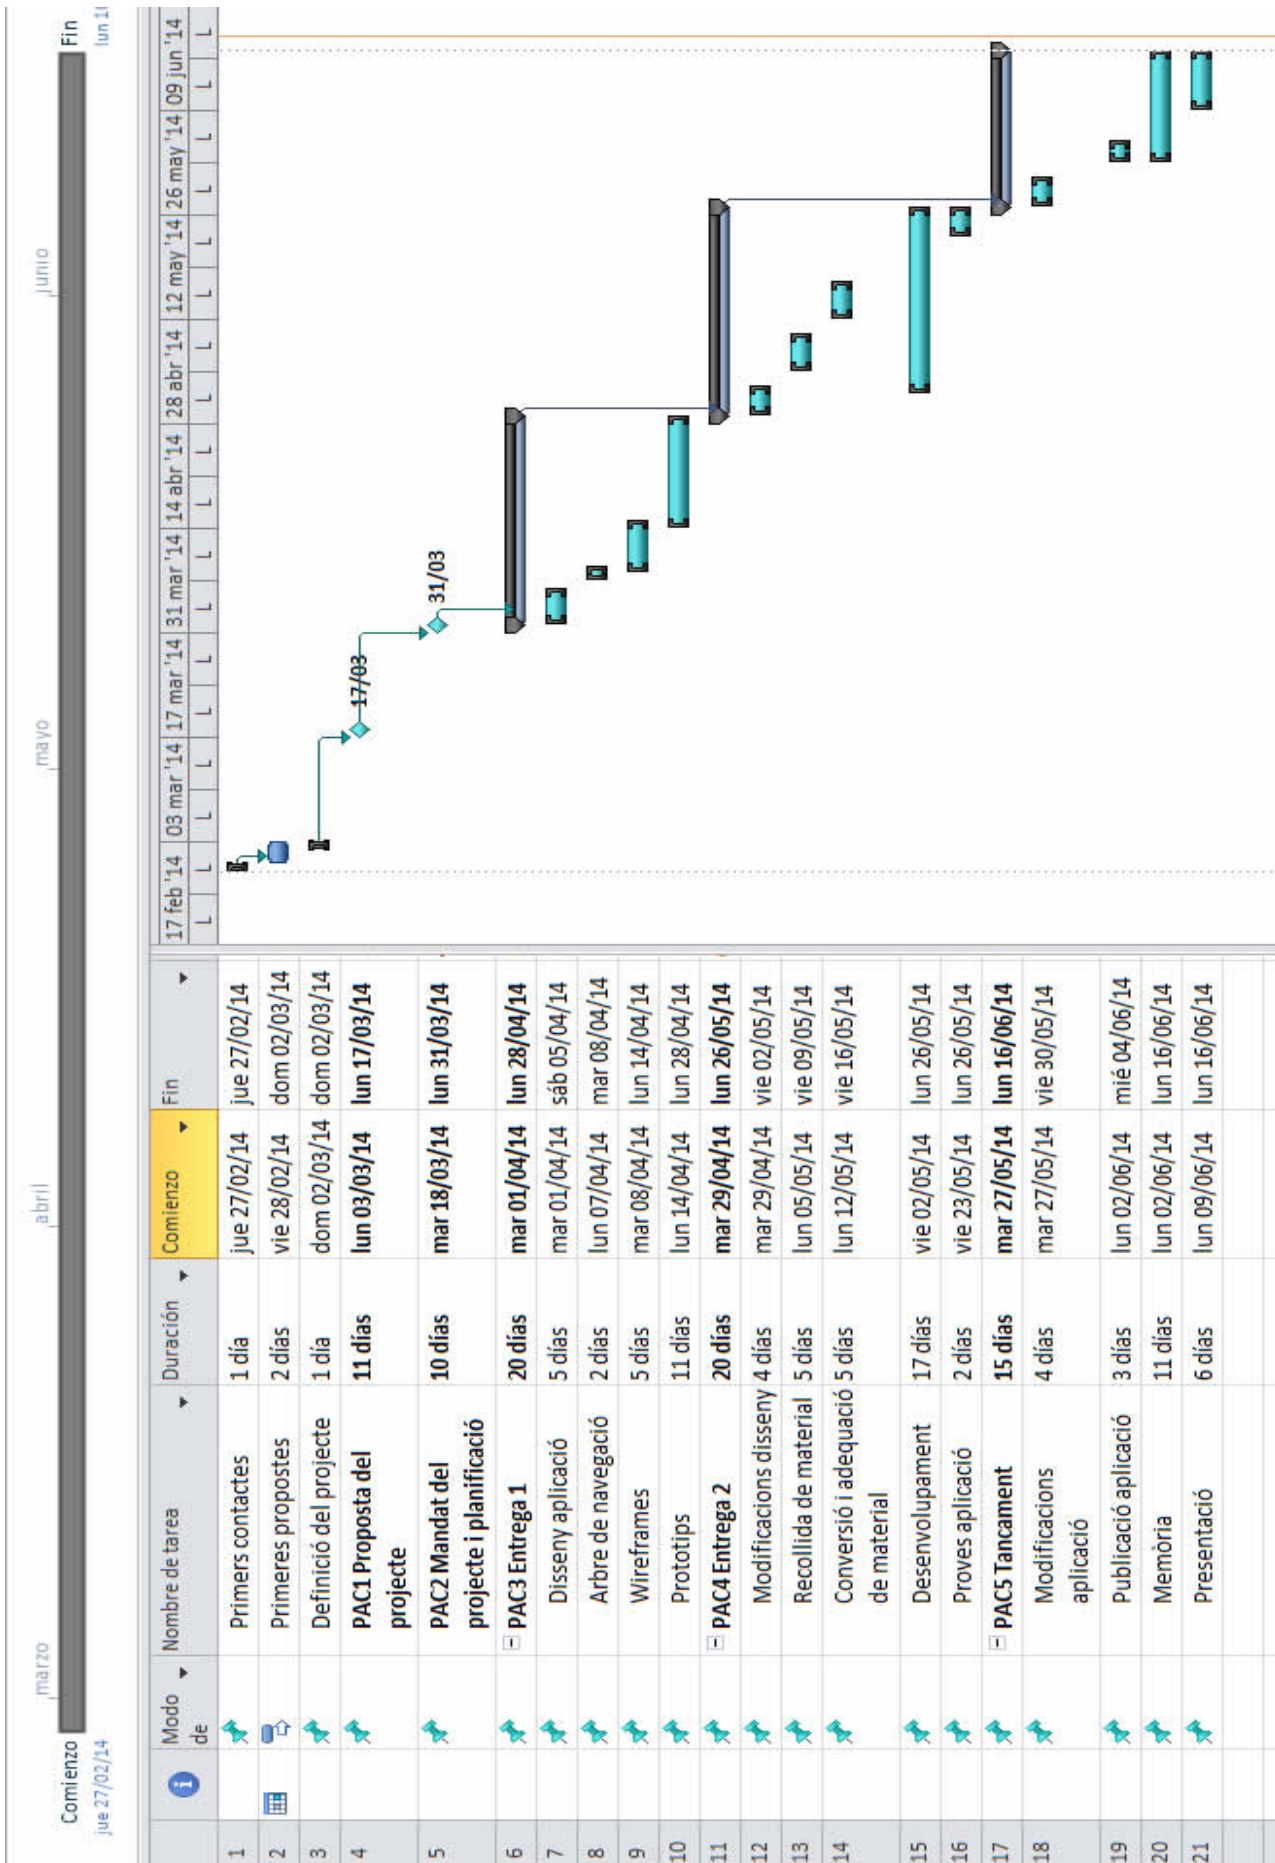 marzo abril mayo junio
Comienzo Fin
jue 27/02/14 lun 1
Modo de Nombre de tarea Duración Comienzo Fin
17 feb '14 03 mar '14 17 mar '14 31 mar '14 14 abr '14 28 abr '14 12 may '14 26 may '14 09 jun '14
L L L L L L L L L L L L L L L L L L
1 Primers contactes 1 día jue 27/02/14 jue 27/02/14
2 Primeres propostes 2 días vie 28/02/14 dom 02/03/14
3 Definició del projecte 1 día dom 02/03/14 dom 02/03/14
4 PAC1 Proposta del 11 días lun 03/03/14 lun 17/03/14 17/03
projecte
5 PAC2 Mandat del 10 días mar 18/03/14 lun 31/03/14 31/03
projecte i planificació
6 PAC3 Entrega 1 20 días mar 01/04/14 lun 28/04/14
7 Disseny aplicació 5 días mar 01/04/14 sáb 05/04/14
8 Arbre de navegació 2 días lun 07/04/14 mar 08/04/14
9 Wireframes 5 días mar 08/04/14 lun 14/04/14
10 Prototips 11 días lun 14/04/14 lun 28/04/14
11 PAC4 Entrega 2 20 días mar 29/04/14 lun 26/05/14
12 Modificacions disseny 4 días mar 29/04/14 vie 02/05/14
13 Recollida de material 5 días lun 05/05/14 vie 09/05/14
14 Conversió i adequació 5 días lun 12/05/14 vie 16/05/14
de material
15 Desenvolupament 17 días vie 02/05/14 lun 26/05/14
16 Proves aplicació 2 días vie 23/05/14 lun 26/05/14
17 PAC5 Tancament 15 días mar 27/05/14 lun 16/06/14
18 Modificacions 4 días mar 27/05/14 vie 30/05/14
aplicació
19 Publicació aplicació 3 días lun 02/06/14 mié 04/06/14
20 Memòria 11 días lun 02/06/14 lun 16/06/14
21 Presentació 6 días lun 09/06/14 lun 16/06/14